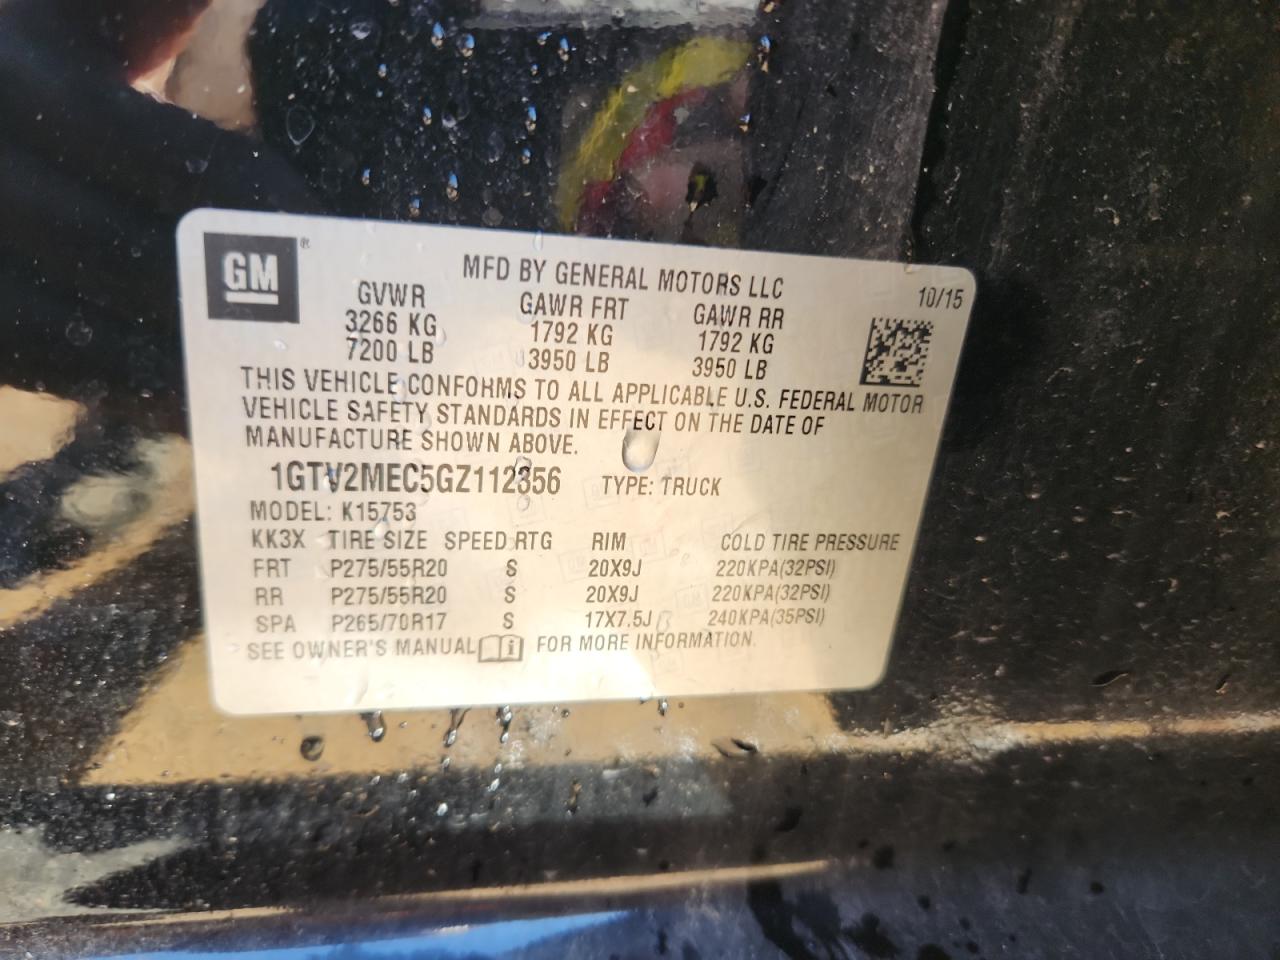 GM ®
MFD BY GENERAL MOTORS LLC
10/15
GVWR GAWR FRT GAWR RR
3266 KG 1792 KG 1792 KG
7200 LB 3950 LB 3950 LB
THIS VEHICLE CONFORMS TO ALL APPLICABLE U.S. FEDERAL MOTOR
VEHICLE SAFETY STANDARDS IN EFFECT ON THE DATE OF
MANUFACTURE SHOWN ABOVE.
1GTV2MEC5GZ112356 TYPE: TRUCK
MODEL: K15753
KK3X TIRE SIZE SPEED RTG RIM COLD TIRE PRESSURE
FRT P275/55R20 S 20X9J 220KPA(32PSI)
RR P275/55R20 S 20X9J 220KPA(32PSI)
SPA P265/70R17 S 17X7.5J 240KPA(35PSI)
SEE OWNER'S MANUAL FOR MORE INFORMATION.